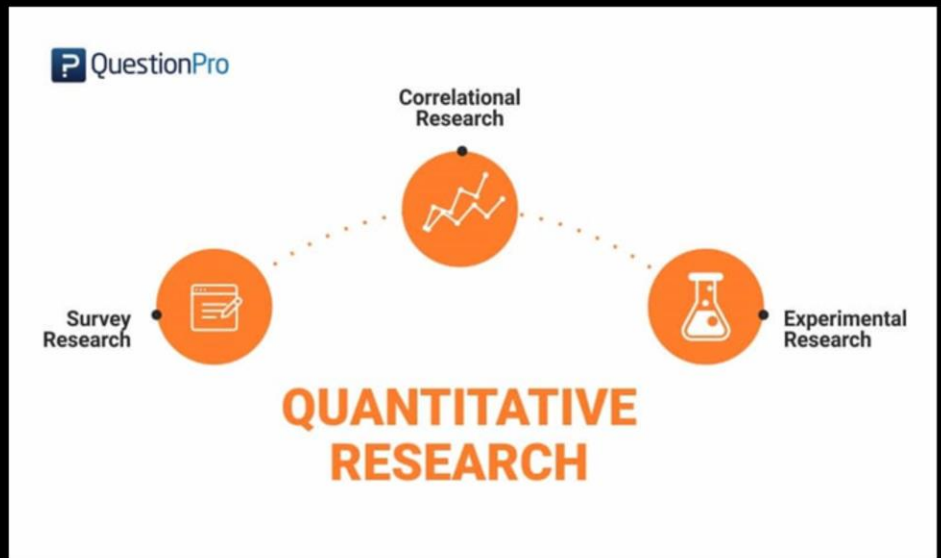 QuestionPro
Correlational
Research
Survey
Research
Experimental
Research
QUANTITATIVE
RESEARCH